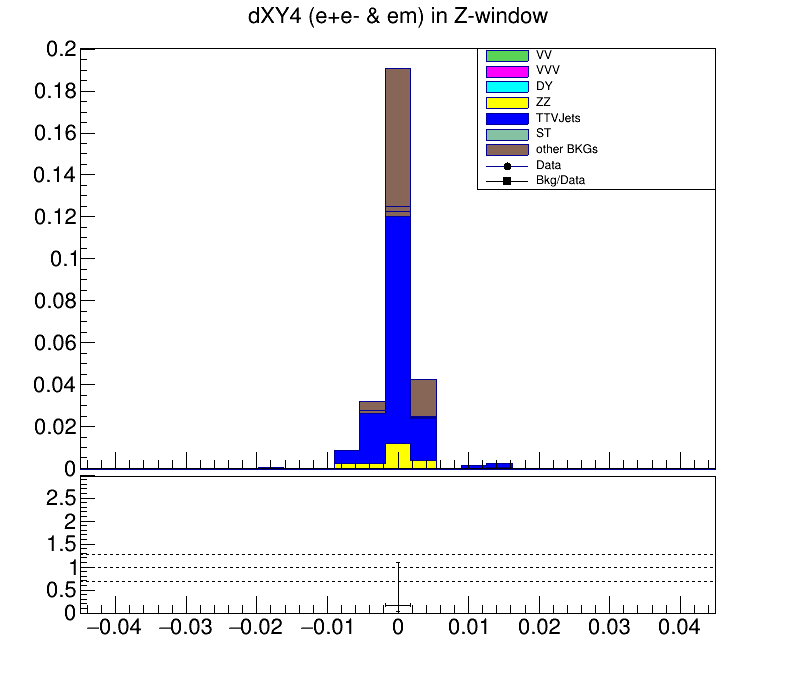 dXY4 (e+e- & em) in Z-window
0.2
0.18
0.16
0.14
0.12
0.1
0.08
0.06
0.04
0.02
0
VV
VVV
DY
ZZ
TTVJets
ST
other BKGs
Data
Bkg/Data
2.5
2
1.5
1
0.5
0
−0.04 −0.03 −0.02 −0.01 0 0.01 0.02 0.03 0.04